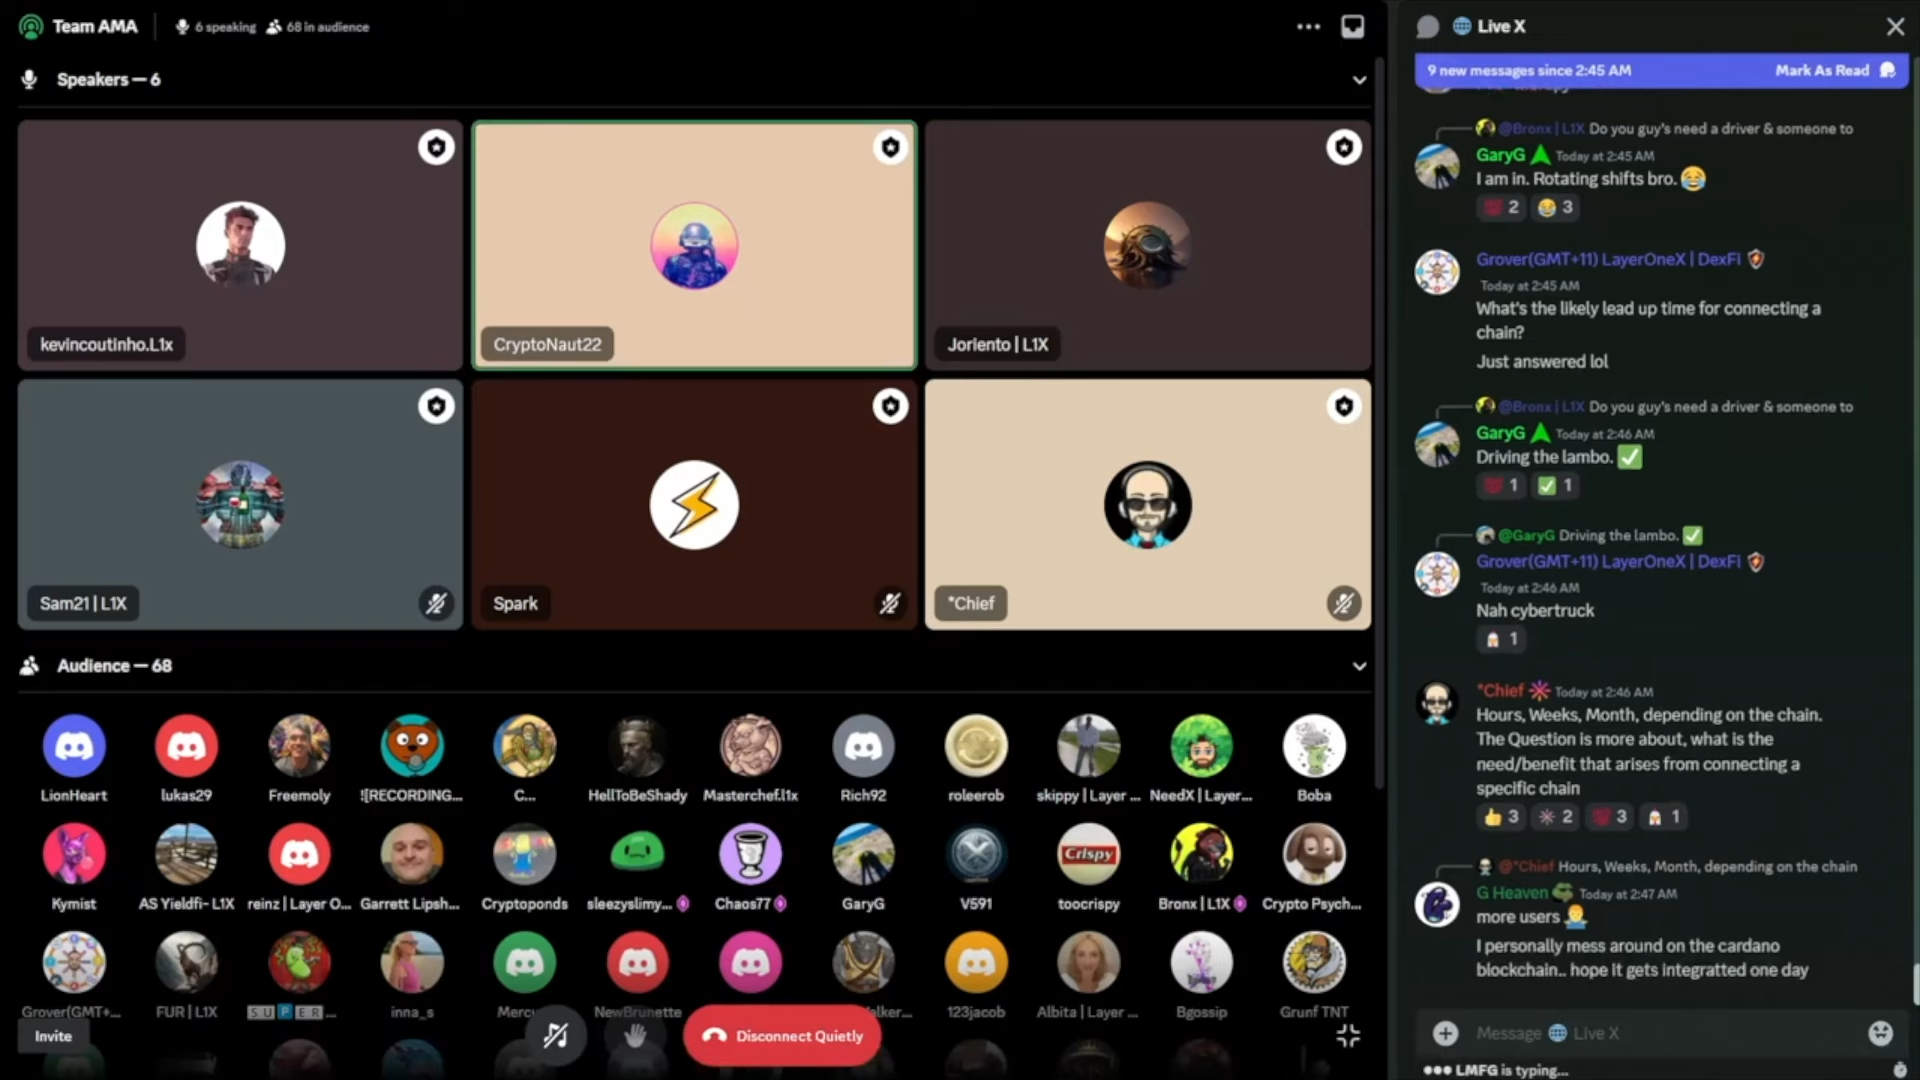 Team AMA
6 speaking
68 in audience
Speakers — 6
kevincoutinho.L1x
CryptoNaut22
Joriento | L1X
Sam21 | L1X
Spark
*Chief
Audience — 68
LionHeart
lukas29
Freemoly
![RECORDING...
C...
HellToBeShady
Masterchef.l1x
Rich92
roleerob
skippy | Layer ...
NeedX | Layer...
Boba
Kymist
AS Yieldfi- L1X
reinz | Layer O...
Garrett Lipsh...
Cryptoponds
sleezyslimy...
Chaos77
GaryG
V591
Crispy
toocrispy
Bronx | L1X
Crypto Psych...
Grover(GMT+...
FUR | L1X
SUPER...
inna_s
Mercu
NewBrunette
alker...
123jacob
Albita | Layer ...
Bgossip
Grunf TNT
Invite
Disconnect Quietly
Live X
9 new messages since 2:45 AM
Mark As Read
@Bronx | L1X Do you guy's need a driver & someone to
GaryG Today at 2:45 AM
I am in. Rotating shifts bro. 😂
2 😂 3
Grover(GMT+11) LayerOneX | DexFi
Today at 2:45 AM
What's the likely lead up time for connecting a
chain?
Just answered lol
@Bronx | L1X Do you guy's need a driver & someone to
GaryG Today at 2:46 AM
Driving the lambo. ✅
1 ✅ 1
@GaryG Driving the lambo. ✅
Grover(GMT+11) LayerOneX | DexFi
Today at 2:46 AM
Nah cybertruck
1
*Chief Today at 2:46 AM
Hours, Weeks, Month, depending on the chain.
The Question is more about, what is the
need/benefit that arises from connecting a
specific chain
👍 3 2 3 1
@*Chief Hours, Weeks, Month, depending on the chain
G Heaven Today at 2:47 AM
more users
I personally mess around on the cardano
blockchain.. hope it gets integratted one day
Message Live X
LMFG is typing...